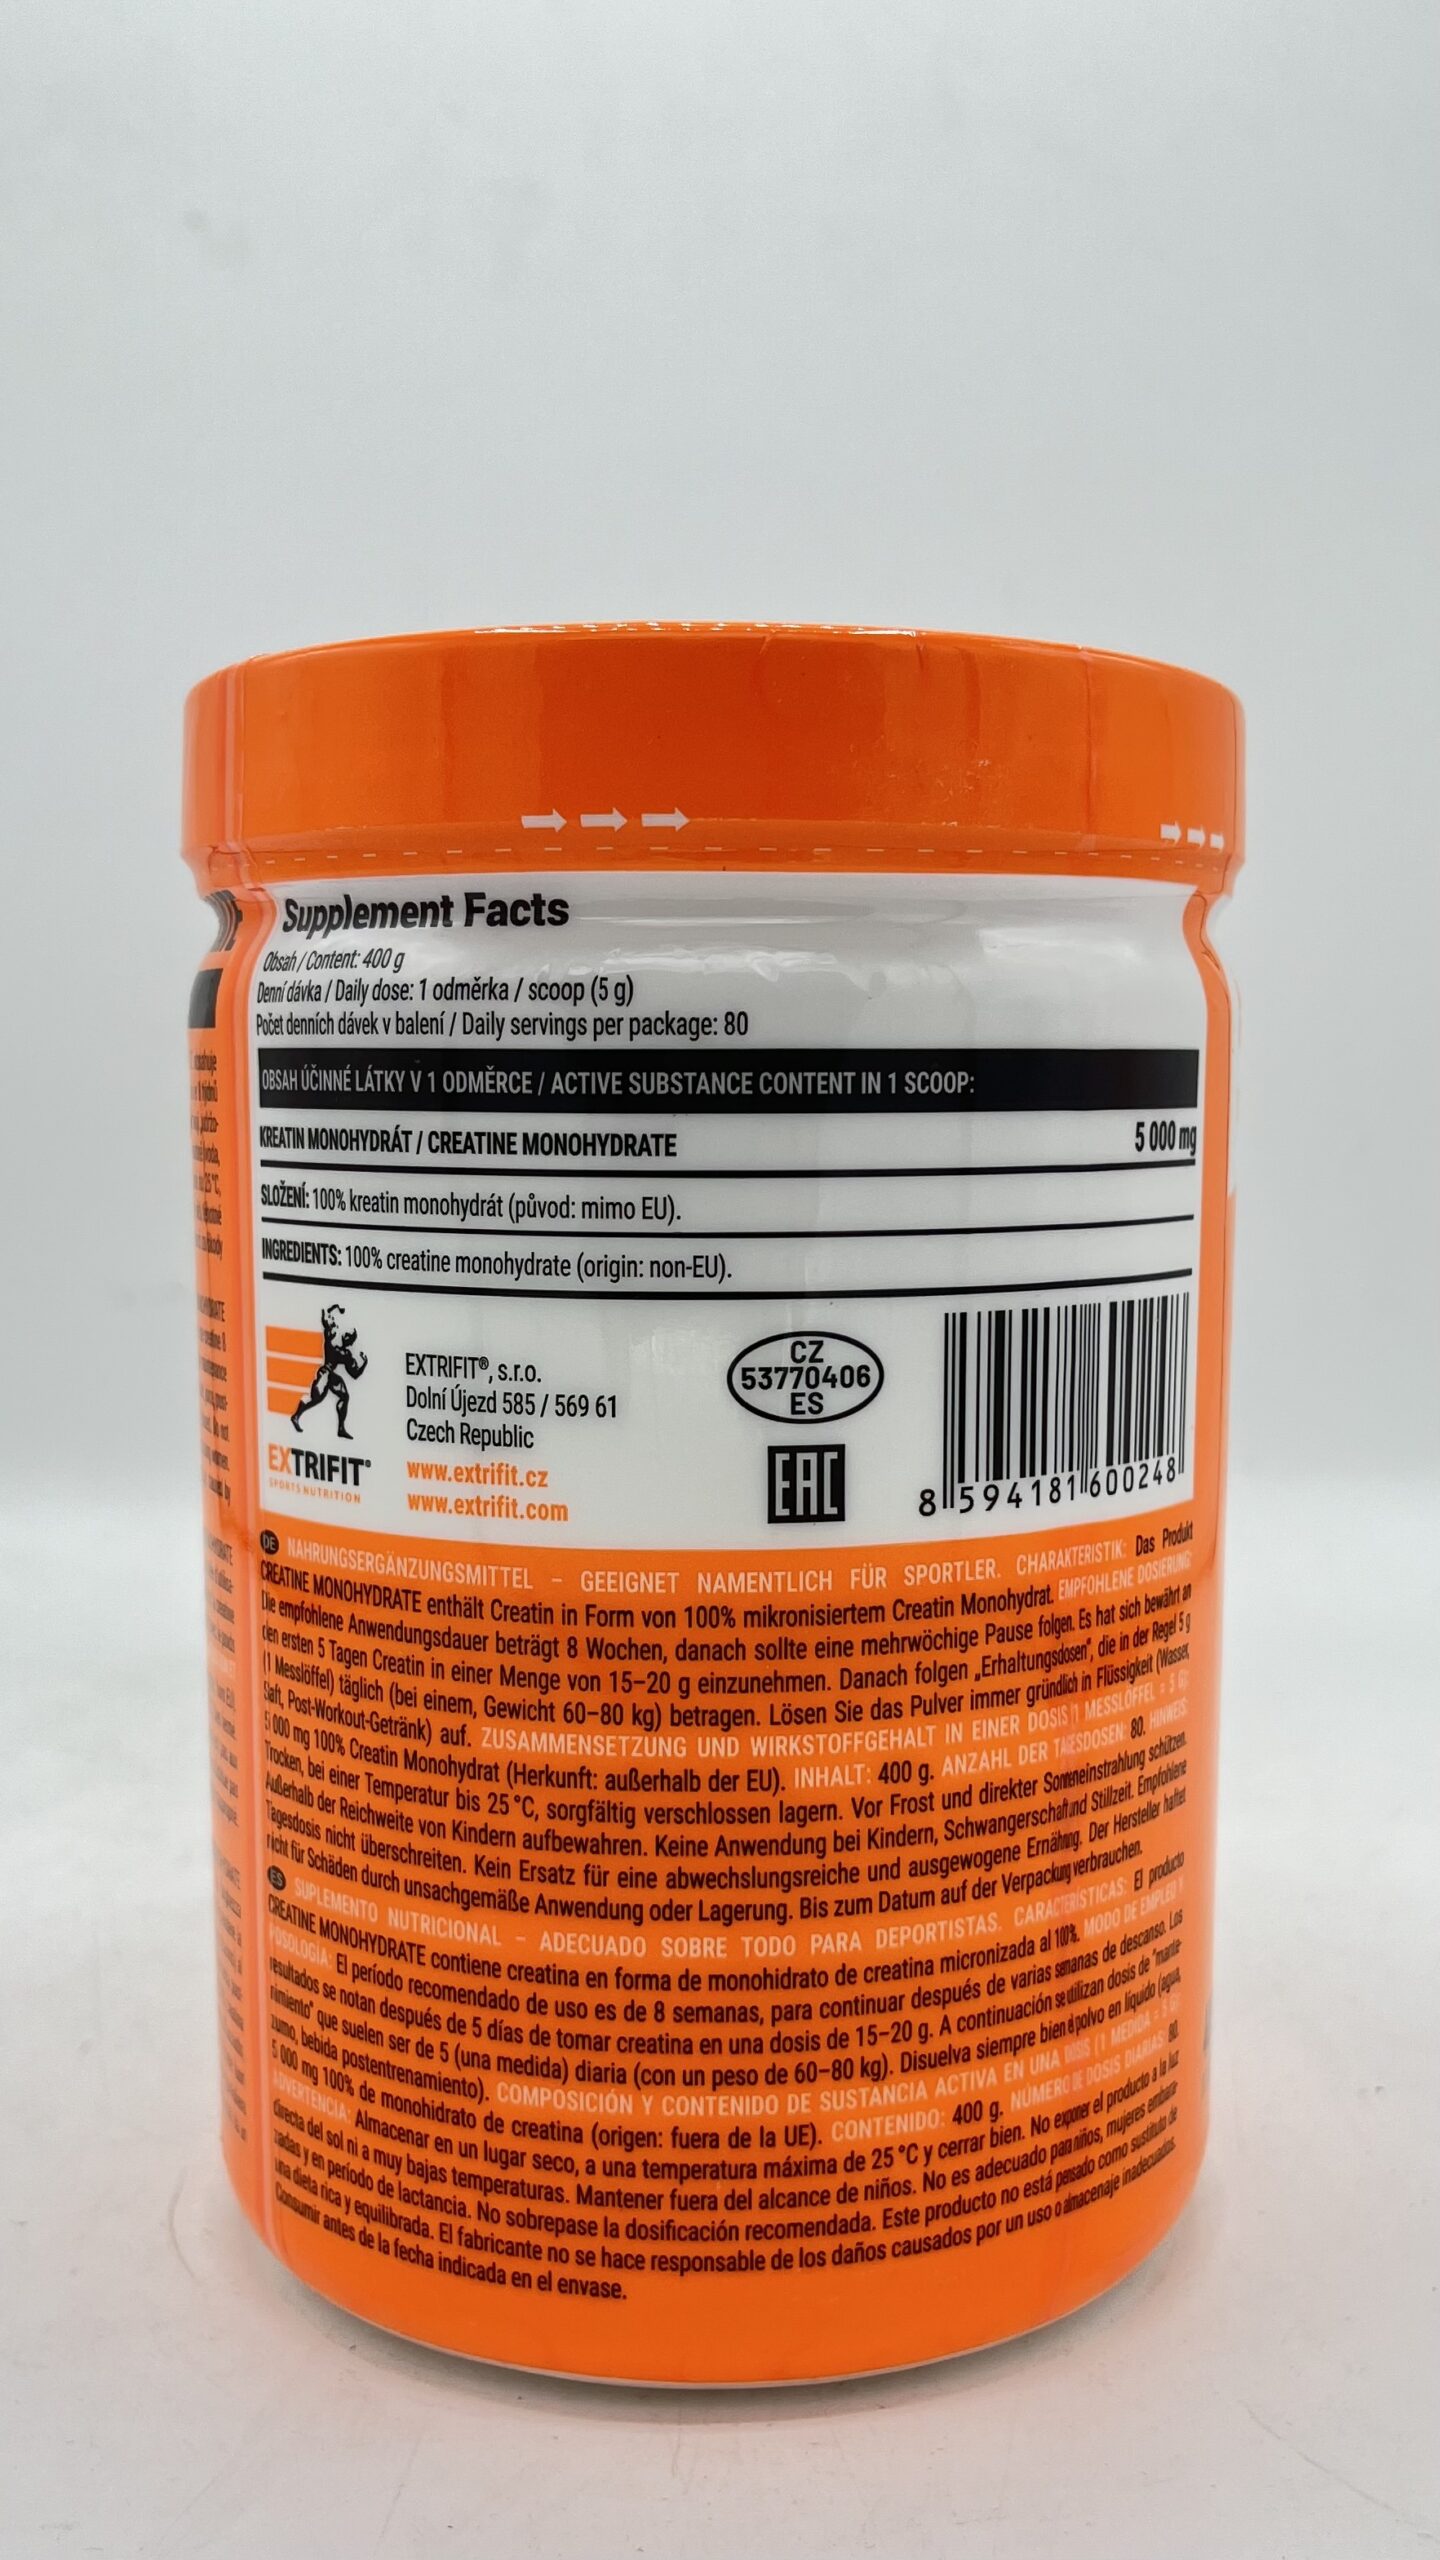 Supplement Facts
Obsah / Content: 400 g
Denní dávka / Daily dose: 1 odměrka / scoop (5 g)
Počet denních dávek v balení / Daily servings per package: 80
OBSAH ÚČINNÉ LÁTKY V 1 ODMĚRCE / ACTIVE SUBSTANCE CONTENT IN 1 SCOOP:
KREATIN MONOHYDRÁT / CREATINE MONOHYDRATE 5 000 mg
SLOŽENÍ: 100% kreatin monohydrát (původ: mimo EU).
INGREDIENTS: 100% creatine monohydrate (origin: non-EU).
EXTRIFIT®
SPORTS NUTRITION
EXTRIFIT®, s.r.o.
Dolní Újezd 585 / 569 61
Czech Republic
www.extrifit.cz
www.extrifit.com
CZ
53770406
ES
EAC
8 594181 600248
DE NAHRUNGSERGÄNZUNGSMITTEL – GEEIGNET NAMENTLICH FÜR SPORTLER. CHARAKTERISTIK: Das Produkt
CREATINE MONOHYDRATE enthält Creatin in Form von 100% mikronisiertem Creatin Monohydrat. EMPFOHLENE DOSIERUNG:
Die empfohlene Anwendungsdauer beträgt 8 Wochen, danach sollte eine mehrwöchige Pause folgen. Es hat sich bewährt an
den ersten 5 Tagen Creatin in einer Menge von 15–20 g einzunehmen. Danach folgen „Erhaltungsdosen“, die in der Regel 5 g
(1 Messlöffel) täglich (bei einem, Gewicht 60–80 kg) betragen. Lösen Sie das Pulver immer gründlich in Flüssigkeit (Wasser,
Saft, Post-Workout-Getränk) auf. ZUSAMMENSETZUNG UND WIRKSTOFFGEHALT IN EINER DOSIS (1 MESSLÖFFEL = 5 G):
5 000 mg 100% Creatin Monohydrat (Herkunft: außerhalb der EU). INHALT: 400 g. ANZAHL DER TAGESDOSEN: 80. HINWEIS:
Trocken, bei einer Temperatur bis 25 °C, sorgfältig verschlossen lagern. Vor Frost und direkter Sonneneinstrahlung schützen.
Außerhalb der Reichweite von Kindern aufbewahren. Keine Anwendung bei Kindern, Schwangerschaft und Stillzeit. Empfohlene
Tagesdosis nicht überschreiten. Kein Ersatz für eine abwechslungsreiche und ausgewogene Ernährung. Der Hersteller haftet
nicht für Schäden durch unsachgemäße Anwendung oder Lagerung. Bis zum Datum auf der Verpackung verbrauchen.
ES SUPLEMENTO NUTRICIONAL – ADECUADO SOBRE TODO PARA DEPORTISTAS. CARACTERÍSTICAS: El producto
CREATINE MONOHYDRATE contiene creatina en forma de monohidrato de creatina micronizada al 100%. MODO DE EMPLEO Y
POSOLOGÍA: El período recomendado de uso es de 8 semanas, para continuar después de varias semanas de descanso. Los
resultados se notan después de 5 días de tomar creatina en una dosis de 15–20 g. A continuación se utilizan dosis de "mante-
nimiento" que suelen ser de 5 (una medida) diaria (con un peso de 60–80 kg). Disuelva siempre bien el polvo en líquido (agua,
zumo, bebida postentrenamiento). COMPOSICIÓN Y CONTENIDO DE SUSTANCIA ACTIVA EN UNA DOSIS (1 MEDIDA = 5 G):
5 000 mg 100% de monohidrato de creatina (origen: fuera de la UE). CONTENIDO: 400 g. NÚMERO DE DOSIS DIARIAS: 80.
ADVERTENCIA: Almacenar en un lugar seco, a una temperatura máxima de 25 °C y cerrar bien. No exponer el producto a la luz
directa del sol ni a muy bajas temperaturas. Mantener fuera del alcance de niños. No es adecuado para niños, mujeres embara-
zadas y en período de lactancia. No sobrepase la dosificación recomendada. Este producto no está pensado como sustituto de
una dieta rica y equilibrada. El fabricante no se hace responsable de los daños causados por un uso o almacenaje inadecuados.
Consumir antes de la fecha indicada en el envase.